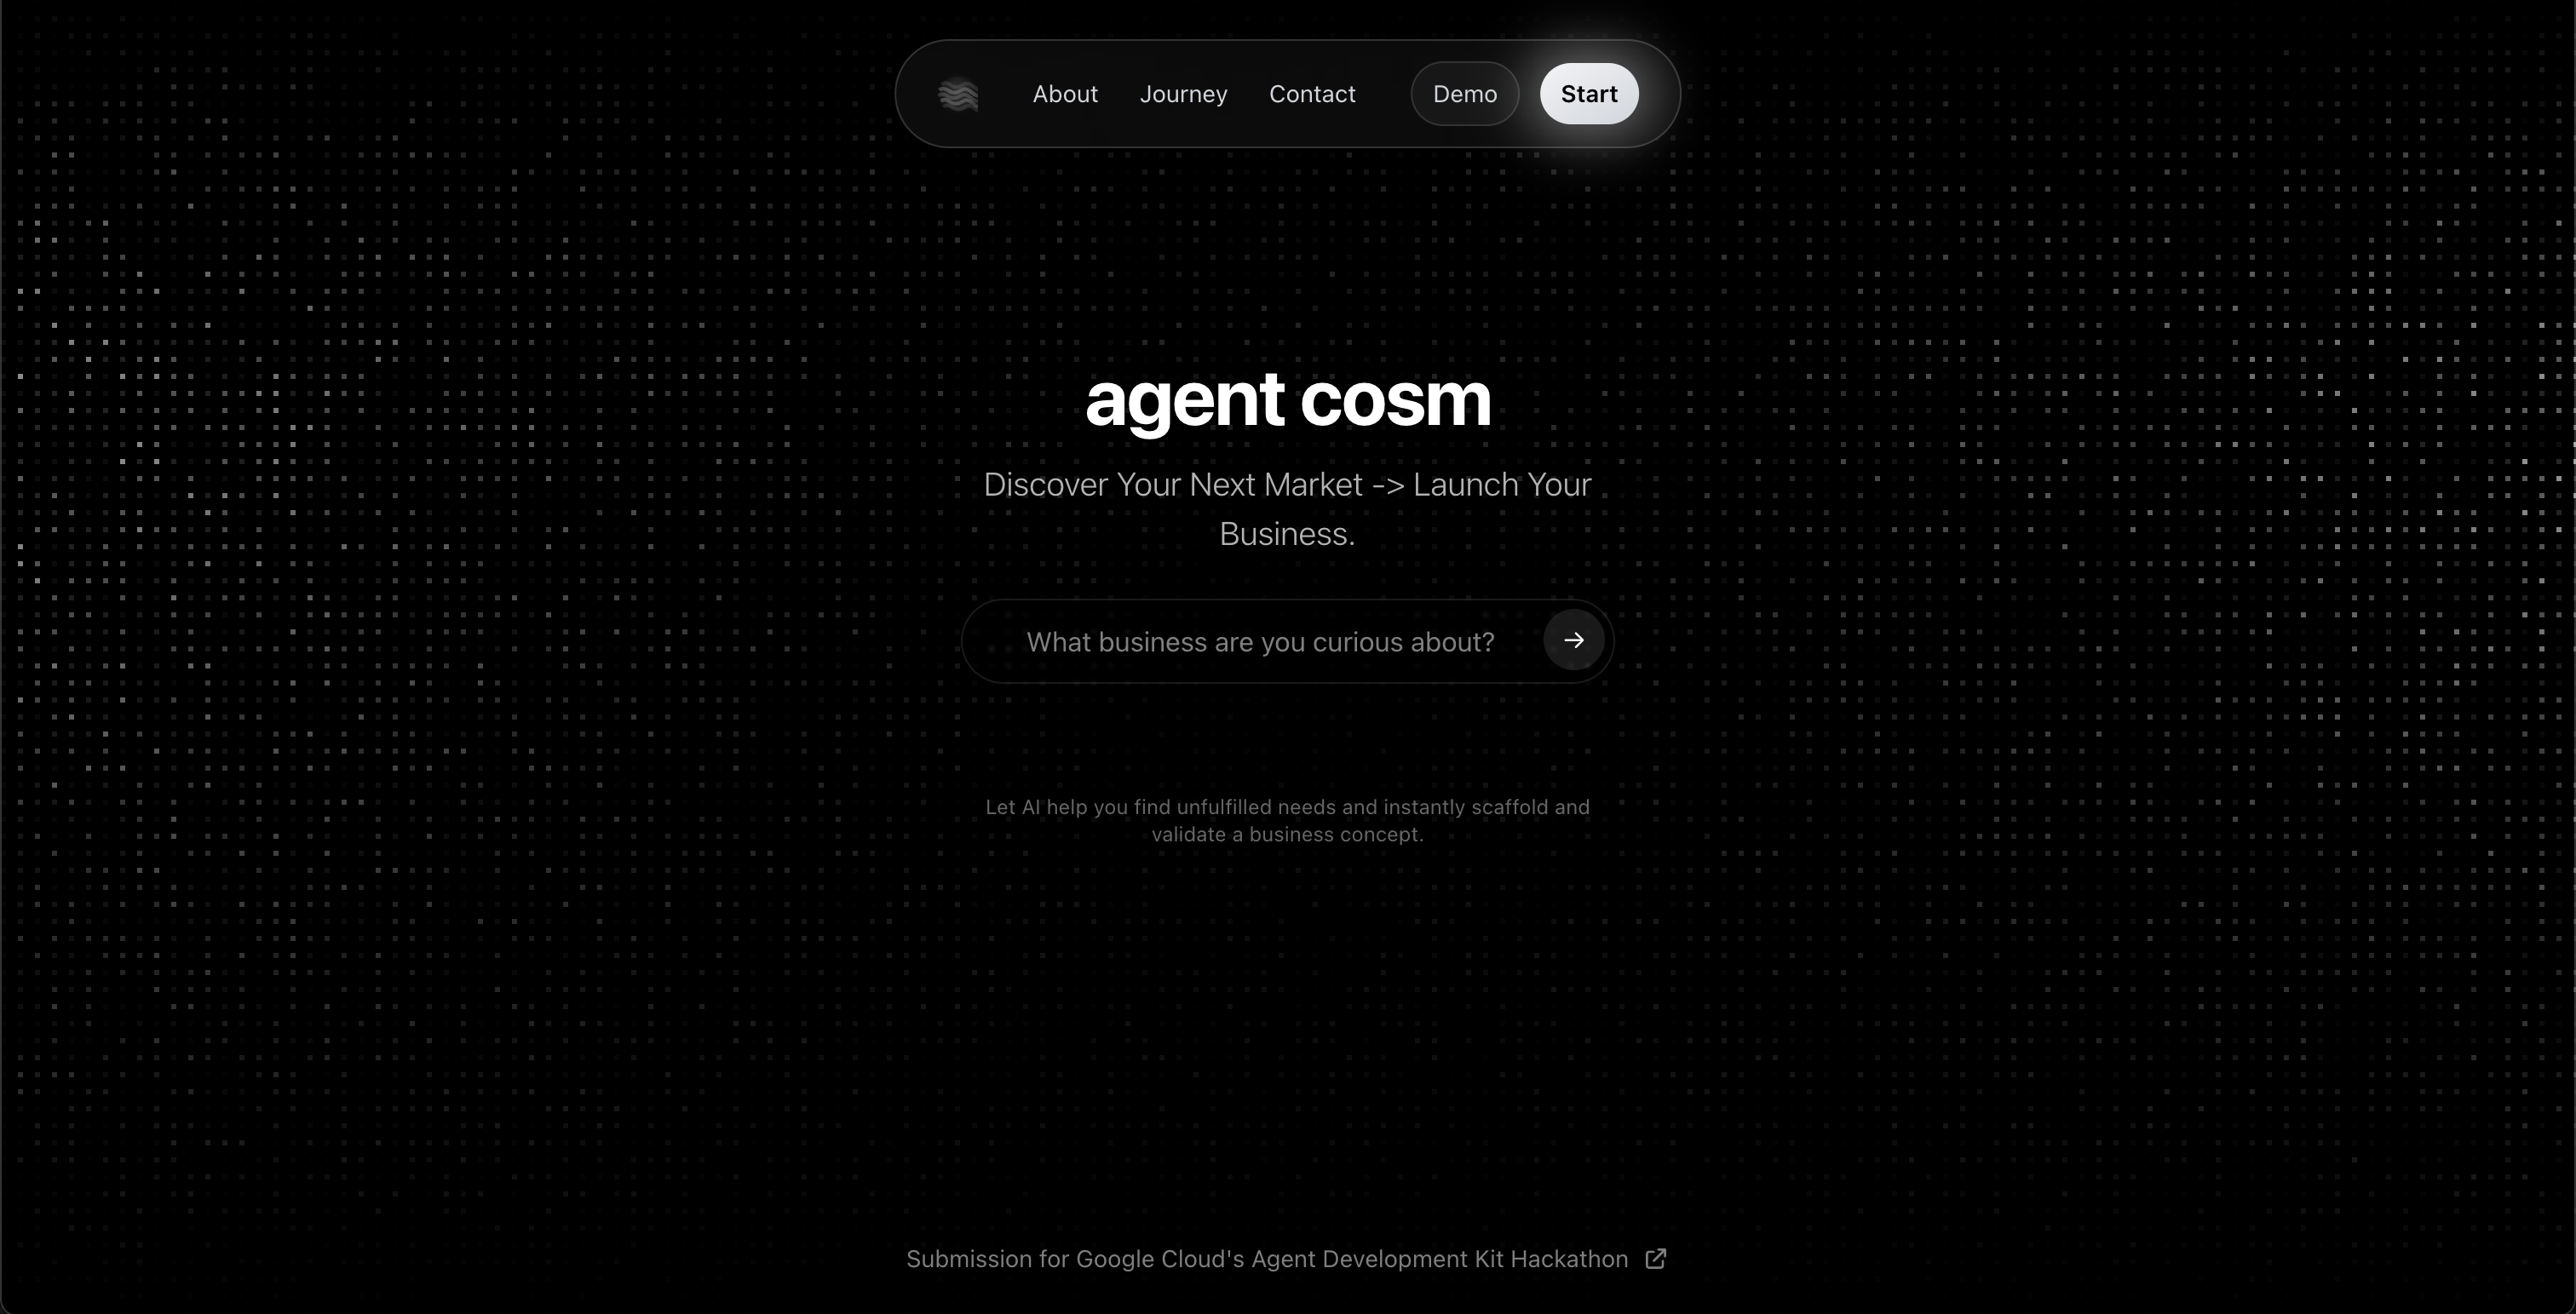 About Journey Contact Demo Start
agent cosm
Discover Your Next Market -> Launch Your
Business.
What business are you curious about?
Let AI help you find unfulfilled needs and instantly scaffold and
validate a business concept.
Submission for Google Cloud's Agent Development Kit Hackathon